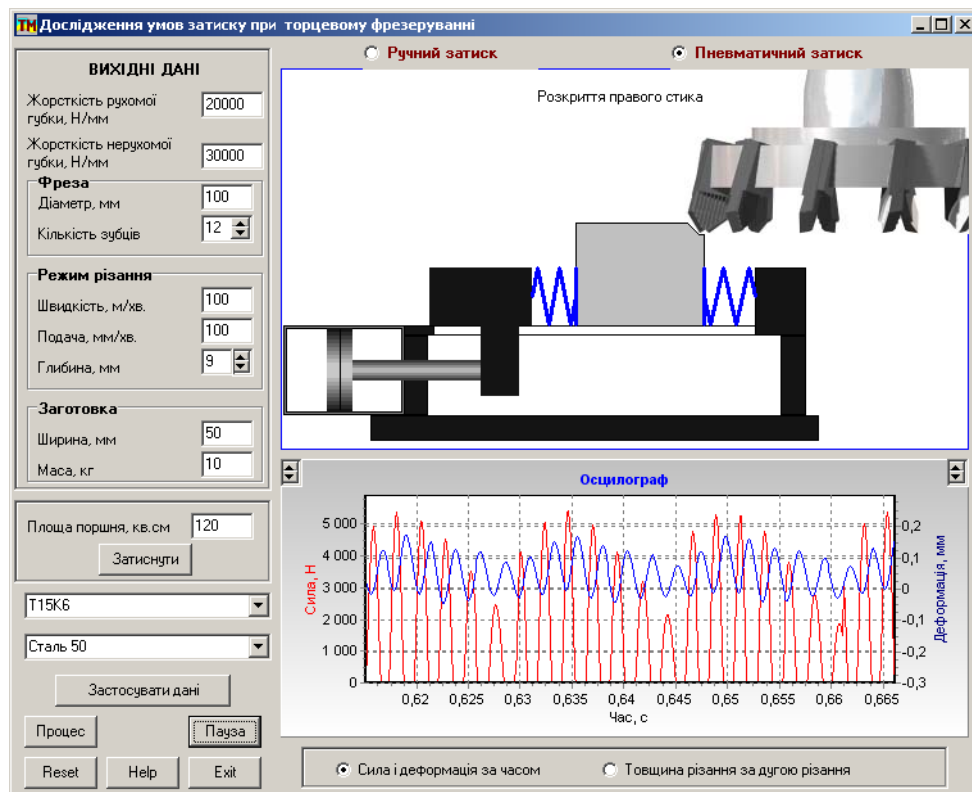 TM Дослідження умов затиску при торцевому фрезеруванні
Ручний затиск
Пневматичний затиск
ВИХІДНІ ДАНІ
Жорсткість рухомої
губки, Н/мм
20000
Жорсткість нерухомої
губки, Н/мм
30000
Фреза
Діаметр, мм
100
Кількість зубців
12
Режим різання
Швидкість, м/хв.
100
Подача, мм/хв.
100
Глибина, мм
9
Заготовка
Ширина, мм
50
Маса, кг
10
Площа поршня, кв.см
120
Затиснути
Т15К6
Сталь 50
Застосувати дані
Процес
Пауза
Reset
Help
Exit
Розкриття правого стика
Осцилограф
5 000
4 000
3 000
2 000
1 000
0
Сила, Н
0,2
0,1
0
-0,1
-0,2
-0,3
Деформація, мм
0,62 0,625 0,63 0,635 0,64 0,645 0,65 0,655 0,66 0,665
Час, с
Сила і деформація за часом
Товщина різання за дугою різання